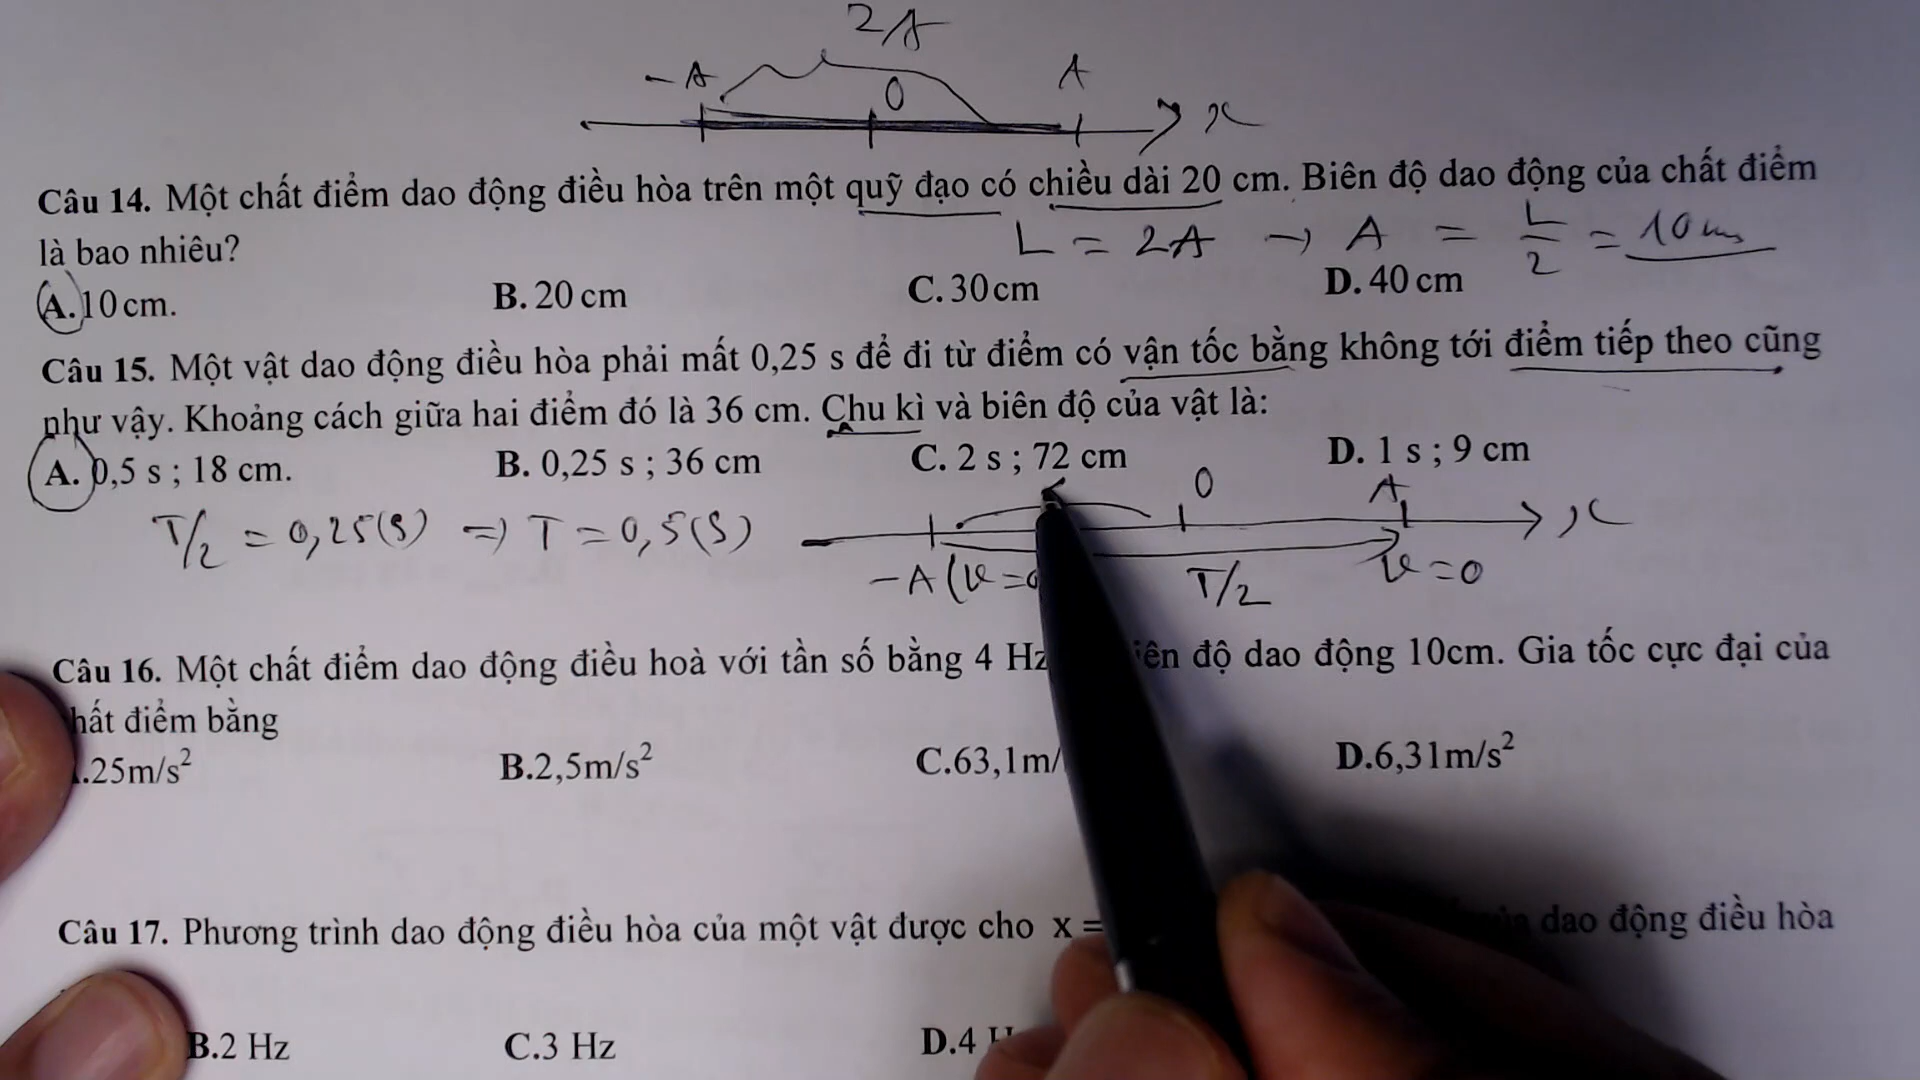 2A
-A O A x
Câu 14. Một chất điểm dao động điều hòa trên một quỹ đạo có chiều dài 20 cm. Biên độ dao động của chất điểm
là bao nhiêu?
L = 2A → A = L/2 = 10 cm
A. 10 cm. B. 20 cm C. 30 cm D. 40 cm
Câu 15. Một vật dao động điều hòa phải mất 0,25 s để đi từ điểm có vận tốc bằng không tới điểm tiếp theo cũng
như vậy. Khoảng cách giữa hai điểm đó là 36 cm. Chu kì và biên độ của vật là:
A. 0,5 s ; 18 cm. B. 0,25 s ; 36 cm C. 2 s ; 72 cm D. 1 s ; 9 cm
O A x
T/2 = 0,25(s) => T = 0,5(s)
-A (v = 0 T/2 v = 0
Câu 16. Một chất điểm dao động điều hoà với tần số bằng 4 Hz iên độ dao động 10cm. Gia tốc cực đại của
hất điểm bằng
.25m/s² B.2,5m/s² C.63,1m/ D.6,31m/s²
Câu 17. Phương trình dao động điều hòa của một vật được cho x = dao động điều hòa
B.2 Hz C.3 Hz D.4 H